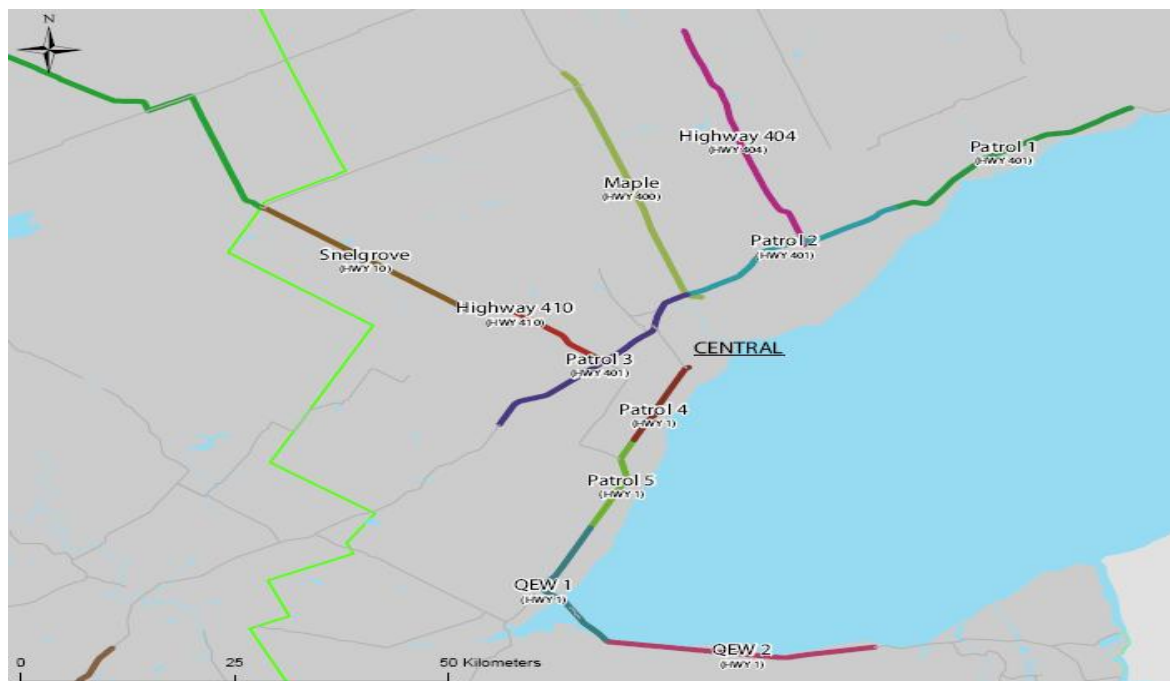 N
Highway 404
(HWY 404)
Patrol 1
(HWY 401)
Maple
(HWY 400)
Patrol 2
(HWY 401)
Snelgrove
(HWY 10)
Highway 410
(HWY 410)
CENTRAL
Patrol 3
(HWY 401)
Patrol 4
(HWY 1)
Patrol 5
(HWY 1)
QEW 1
(HWY 1)
QEW 2
(HWY 1)
0 25 50 Kilometers